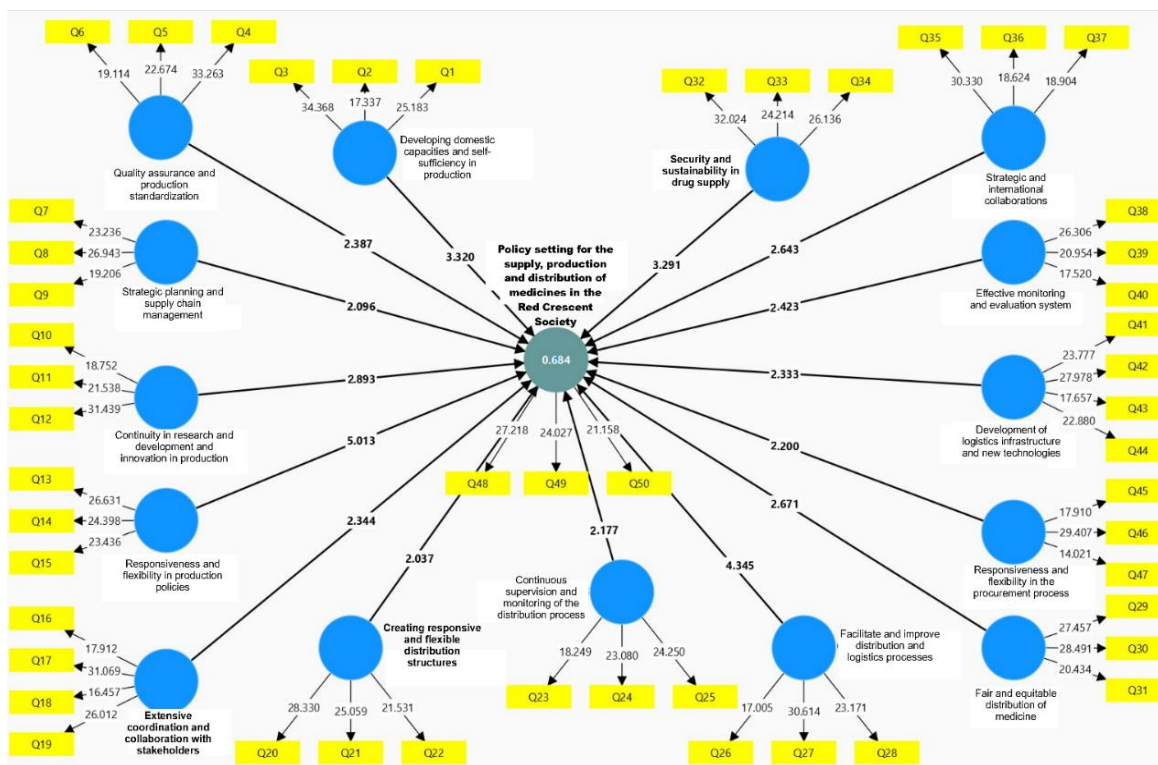 Q6
Q5
Q4
19.114
22.674
33.263
Quality assurance and
production
standardization
2.387
Q3
Q2
Q1
34.368
17.337
25.183
Developing domestic
capacities and self-
sufficiency in
production
3.320
Q32
Q33
Q34
32.024
24.214
26.136
Security and
sustainability in
drug supply
3.291
Q35
Q36
Q37
30.330
18.624
18.904
Strategic and
international
collaborations
2.643
Q7
Q8
Q9
23.236
26.943
19.206
Strategic planning and
supply chain
management
2.096
Policy setting for the
supply, production
and distribution of
medicines in the
Red Crescent
Society
0.684
27.218
24.027
21.158
Q48
Q49
Q50
Q38
Q39
Q40
26.306
20.954
17.520
Effective monitoring
and evaluation system
2.423
Q10
Q11
Q12
18.752
21.538
31.439
Continuity in research and
development and
innovation in production
2.893
Q41
Q42
Q43
Q44
23.777
27.978
17.657
22.880
Development of
logistics infrastructure
and new technologies
2.333
Q13
Q14
Q15
26.631
24.398
23.436
Responsiveness and
flexibility in production
policies
5.013
Q45
Q46
Q47
17.910
29.407
14.021
Responsiveness and
flexibility in the
procurement process
2.200
Q16
Q17
Q18
Q19
17.912
31.069
16.457
26.012
Extensive
coordination and
collaboration with
stakeholders
2.344
2.037
Creating responsive
and flexible
distribution
structures
28.330
25.059
21.531
Q20
Q21
Q22
2.177
Continuous
supervision and
monitoring of the
distribution process
18.249
23.080
24.250
Q23
Q24
Q25
4.345
Facilitate and improve
distribution and
logistics processes
17.005
30.614
23.171
Q26
Q27
Q28
2.671
Q29
Q30
Q31
27.457
28.491
20.434
Fair and equitable
distribution of
medicine